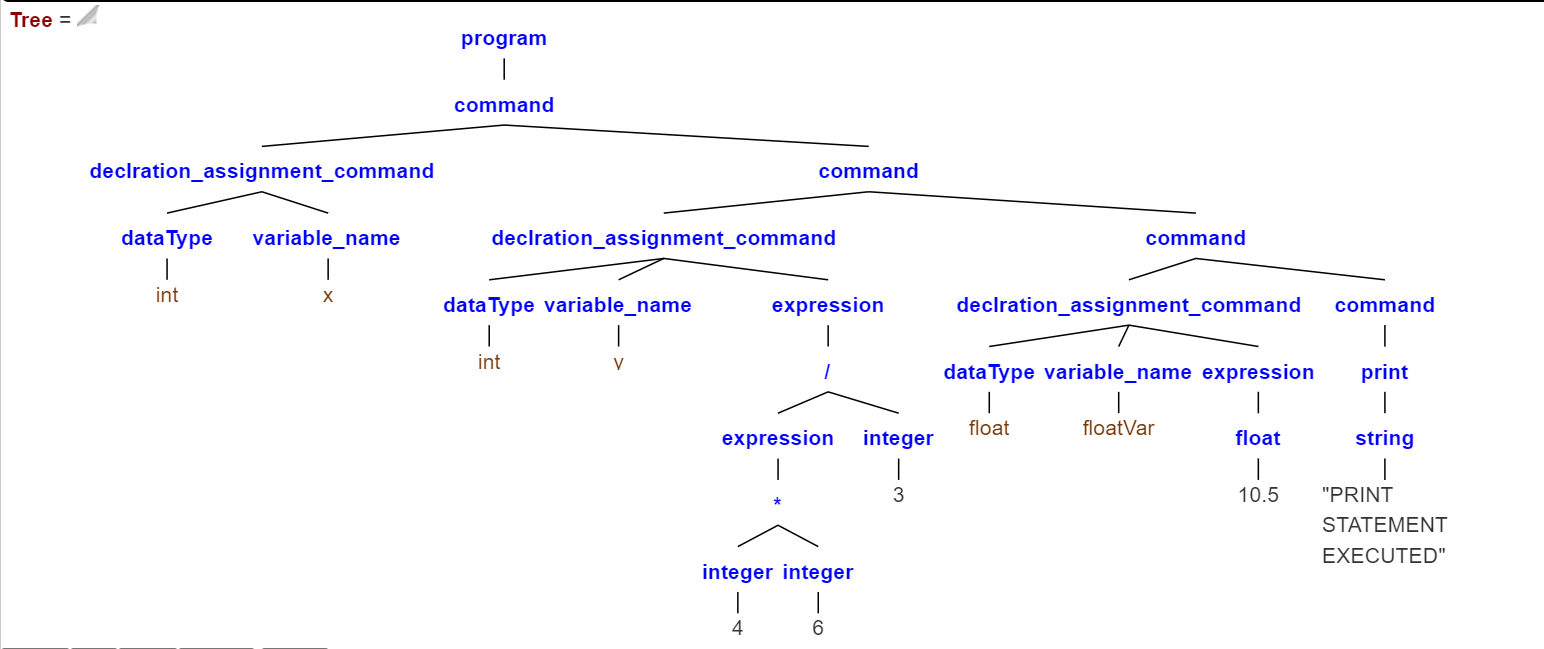 Tree =
program
command
declration_assignment_command command
dataType variable_name declration_assignment_command command
int x dataType variable_name expression declration_assignment_command command
int v / dataType variable_name expression print
expression integer float floatVar float string
* 3 10.5 "PRINT
STATEMENT
EXECUTED"
integer integer
4 6